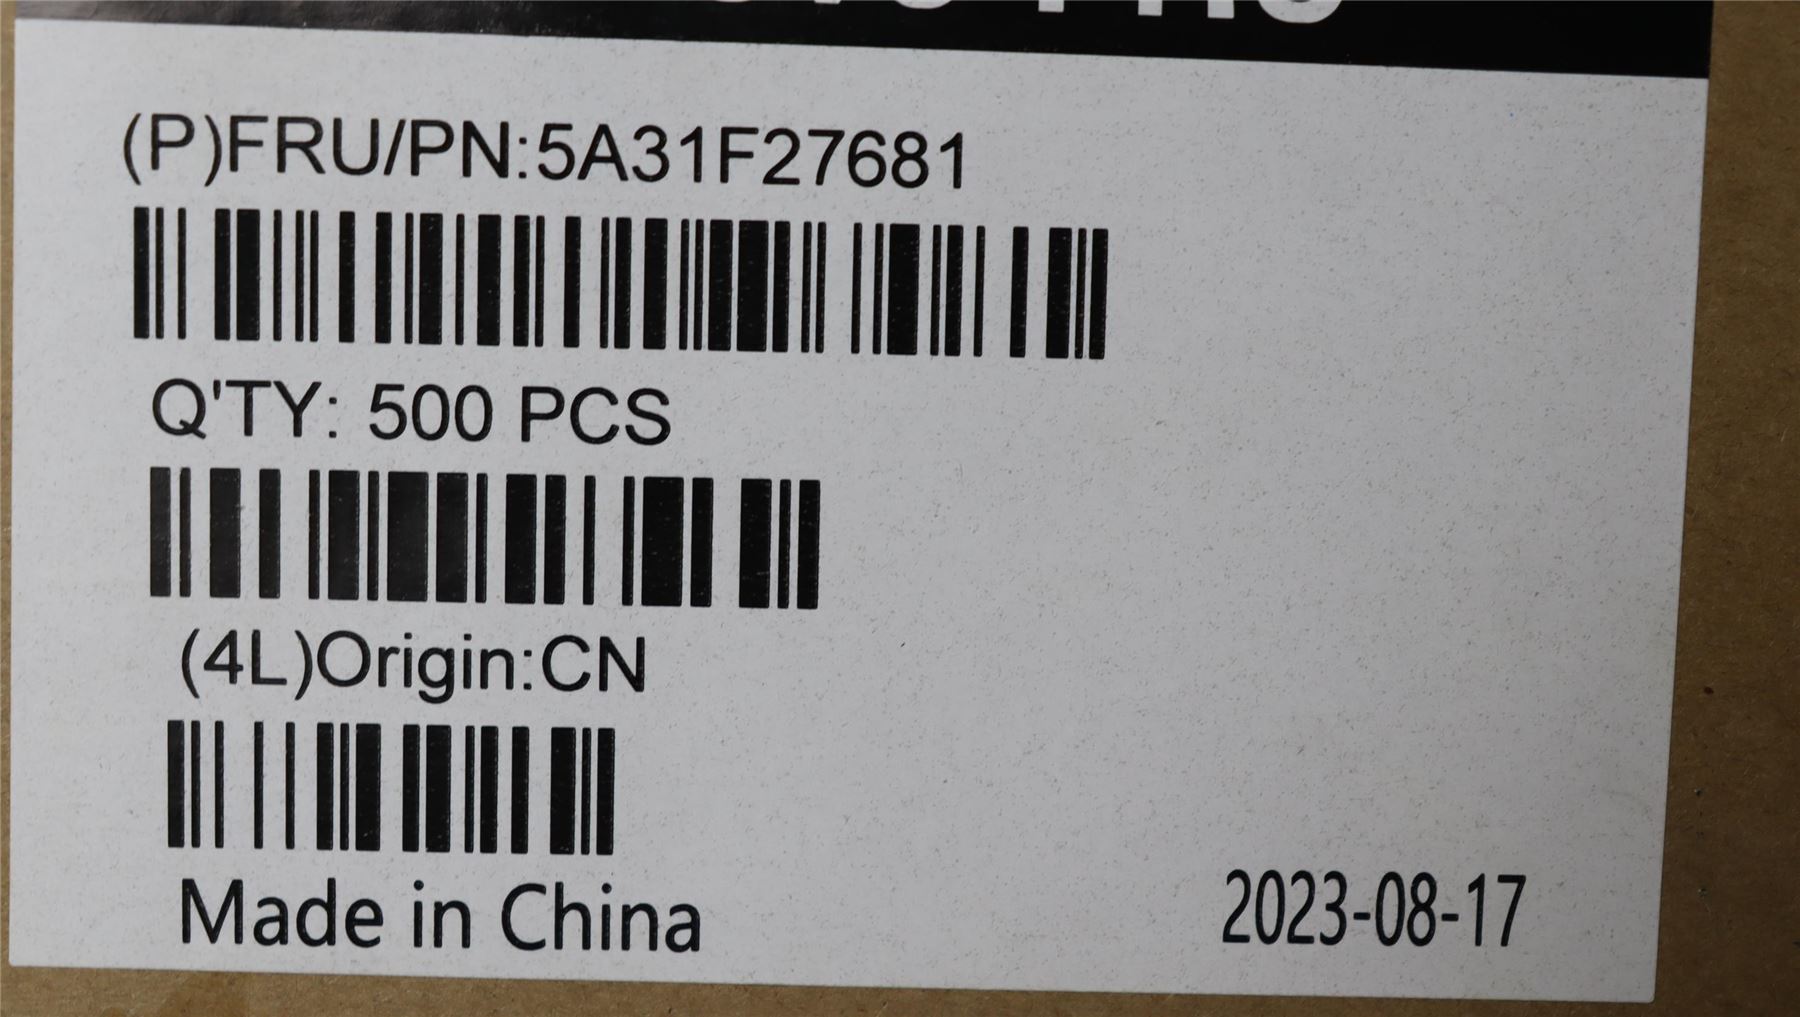 (P)FRU/PN:5A31F27681
Q'TY: 500 PCS
(4L)Origin:CN
Made in China
2023-08-17